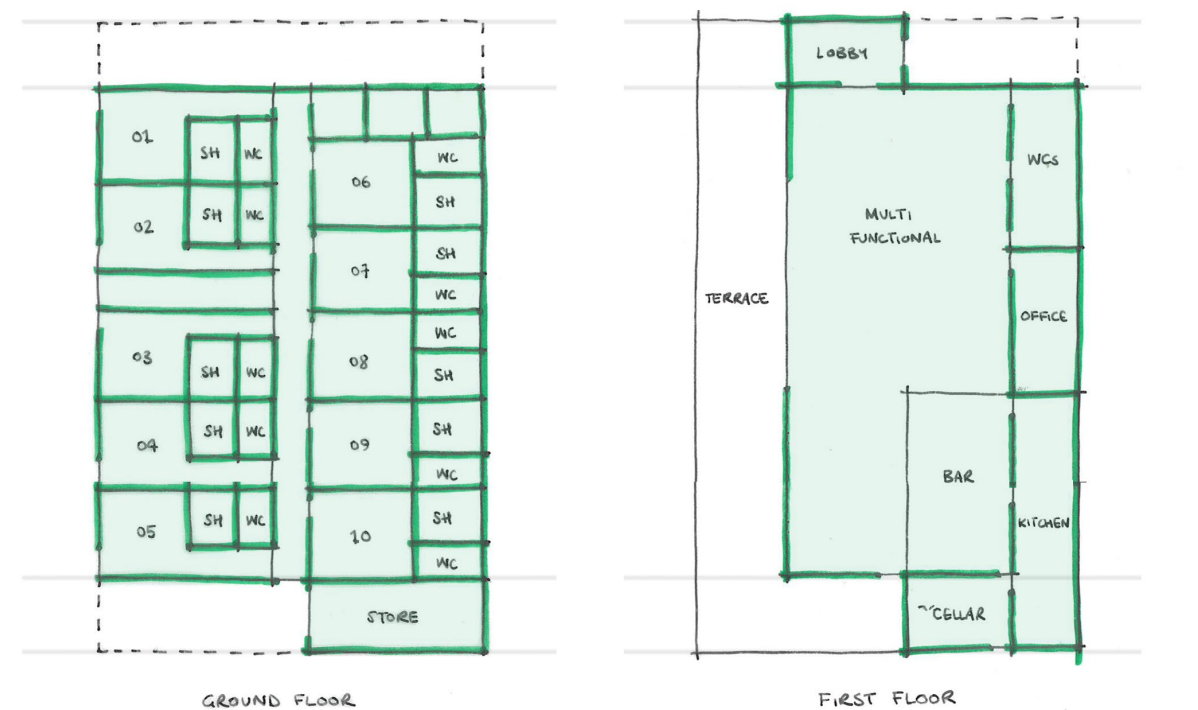 01
SH
WC
02
SH
WC
03
SH
WC
04
SH
WC
05
SH
WC
06
WC
SH
07
SH
WC
08
WC
SH
09
SH
WC
10
SH
WC
STORE
GROUND FLOOR
LOBBY
MULTI
FUNCTIONAL
WCs
TERRACE
OFFICE
BAR
KITCHEN
CELLAR
FIRST FLOOR